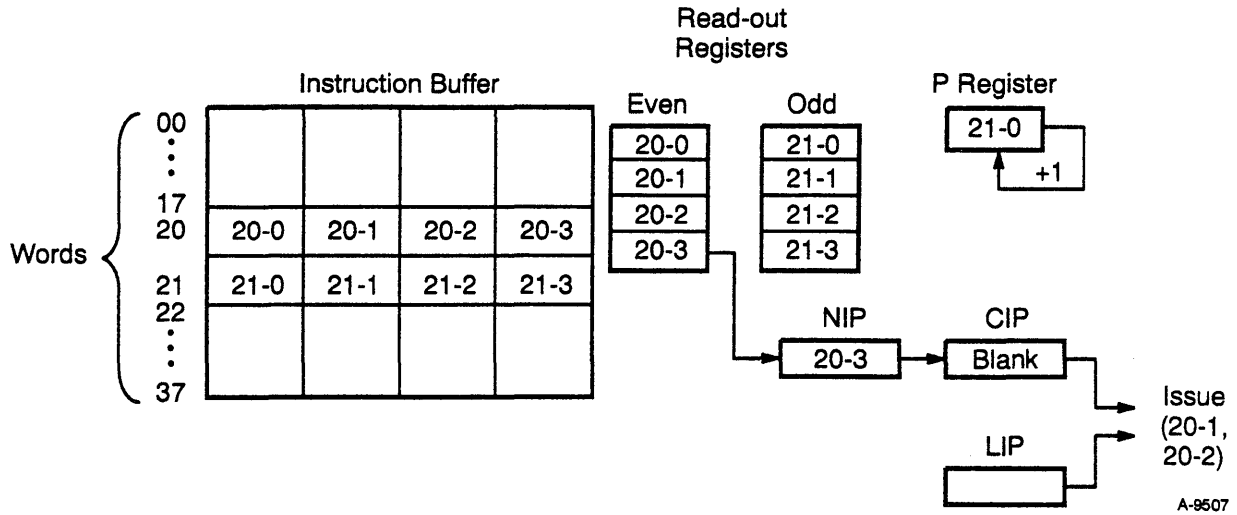 Read-out
Registers
Instruction Buffer
Even
Odd
P Register
Words
00
17
20
21
22
37
20-0 20-1 20-2 20-3
21-0 21-1 21-2 21-3
20-0
20-1
20-2
20-3
21-0
21-1
21-2
21-3
21-0
+1
NIP
20-3
CIP
Blank
LIP
Issue
(20-1,
20-2)
A-9507